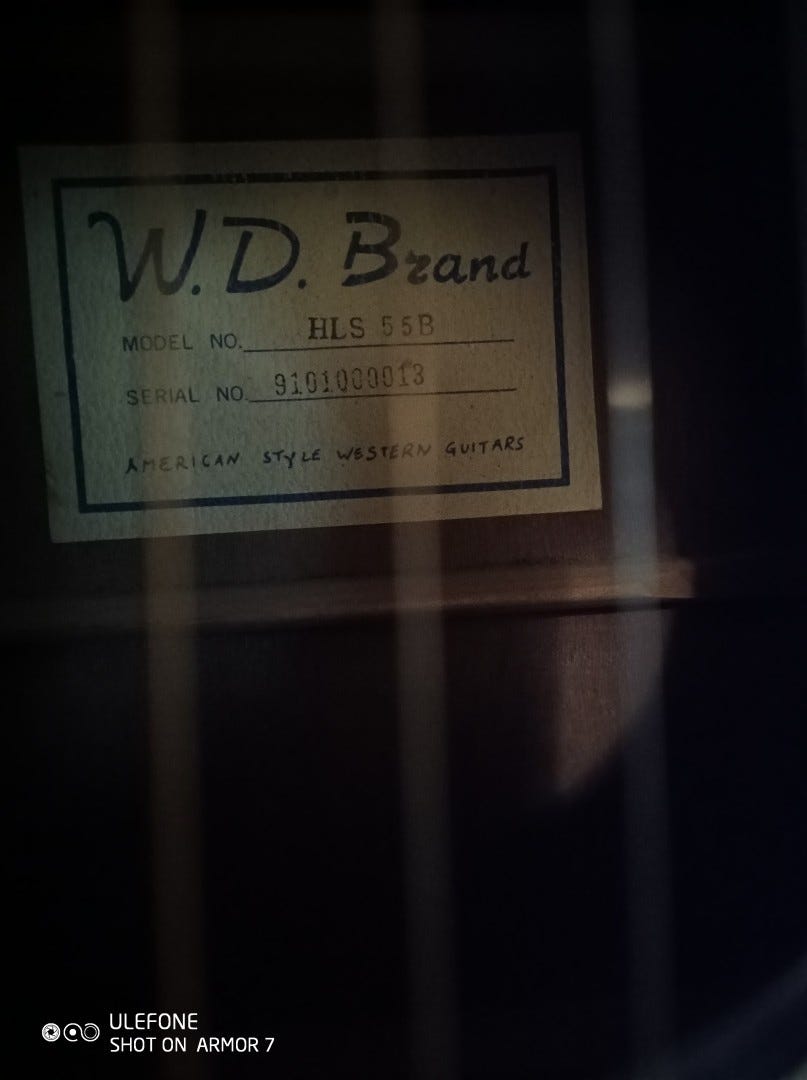 W.D. Brand
MODEL NO. HLS 55B
SERIAL NO. 9101000013
AMERICAN STYLE WESTERN GUITARS
ULEFONE
SHOT ON ARMOR 7